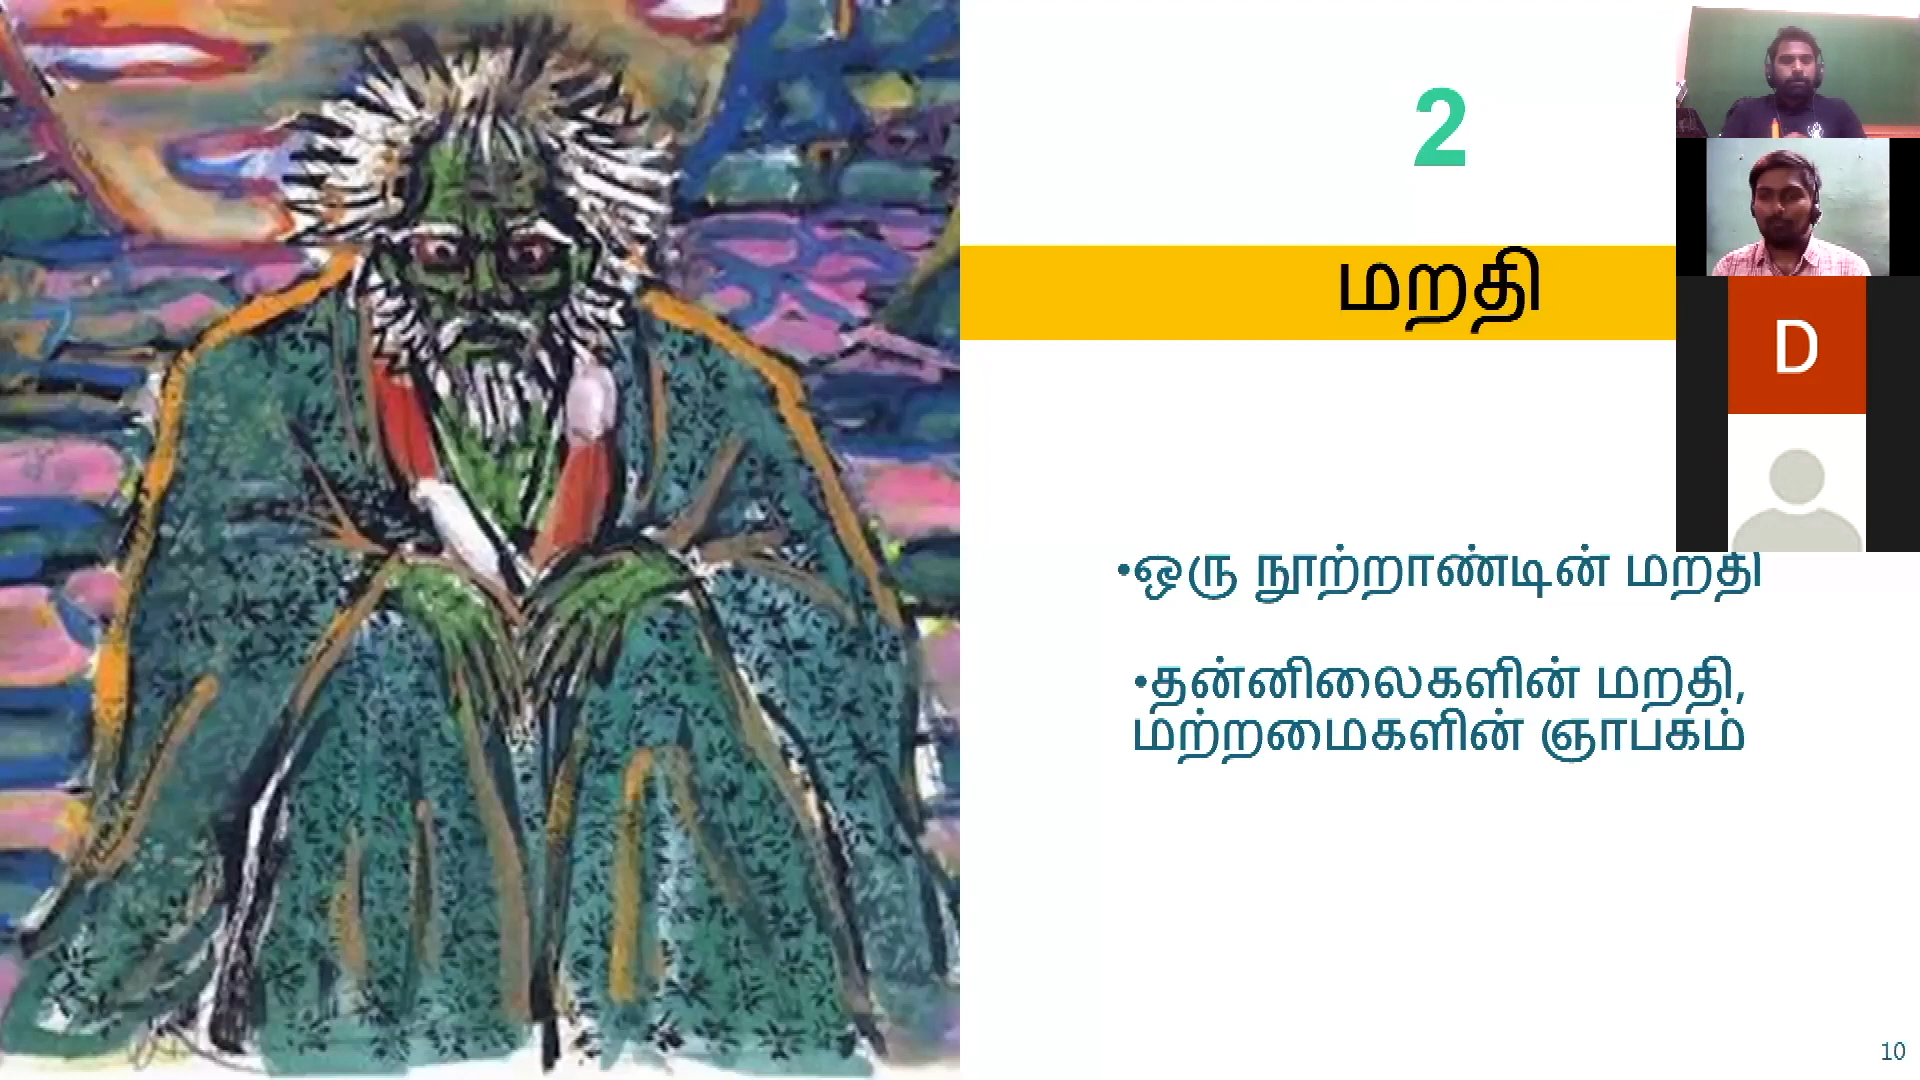 2
மறதி
D
•ஒரு நூற்றாண்டின் மறதி
•தன்னிலைகளின் மறதி,
மற்றமைகளின் ஞாபகம்
10